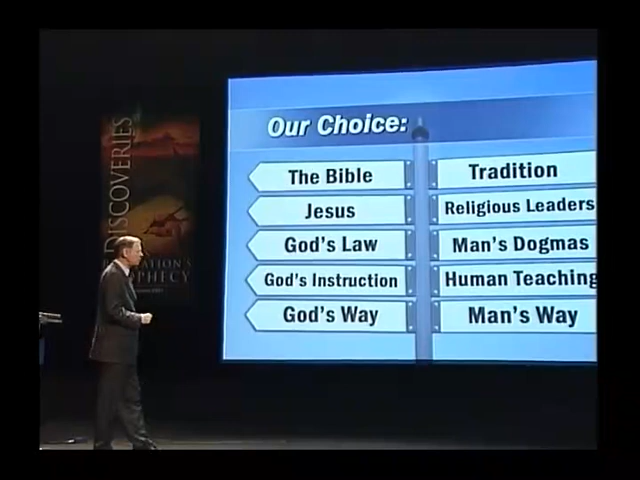 Our Choice:
The Bible
Tradition
Jesus
Religious Leaders
God's Law
Man's Dogmas
God's Instruction
Human Teaching
God's Way
Man's Way
DISCOVERIES